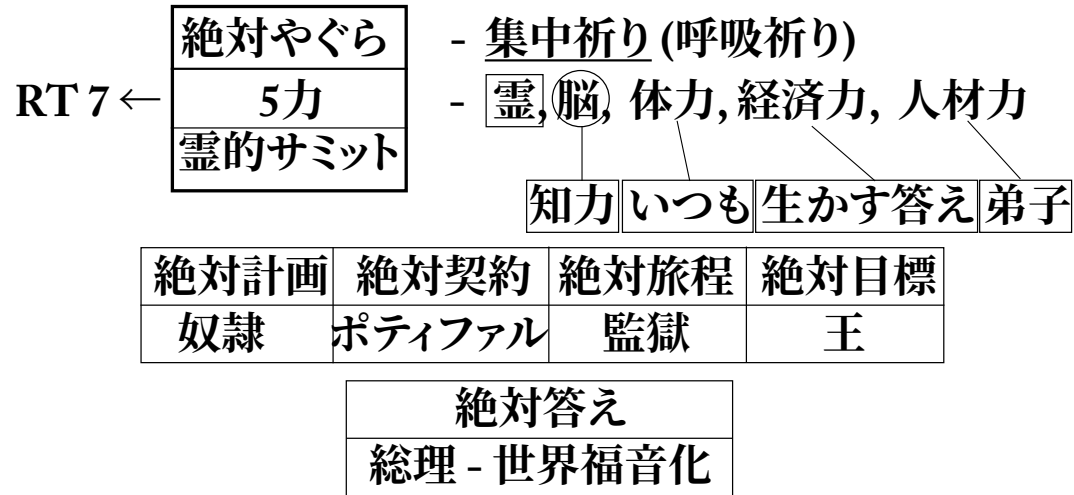 絶対やぐら - 集中祈り (呼吸祈り)
RT 7 ← 5力 - 霊, 脳, 体力, 経済力, 人材力
霊的サミット
知力 いつも 生かす答え 弟子
絶対計画 絶対契約 絶対旅程 絶対目標
奴隷 ポティファル 監獄 王
絶対答え
総理 - 世界福音化